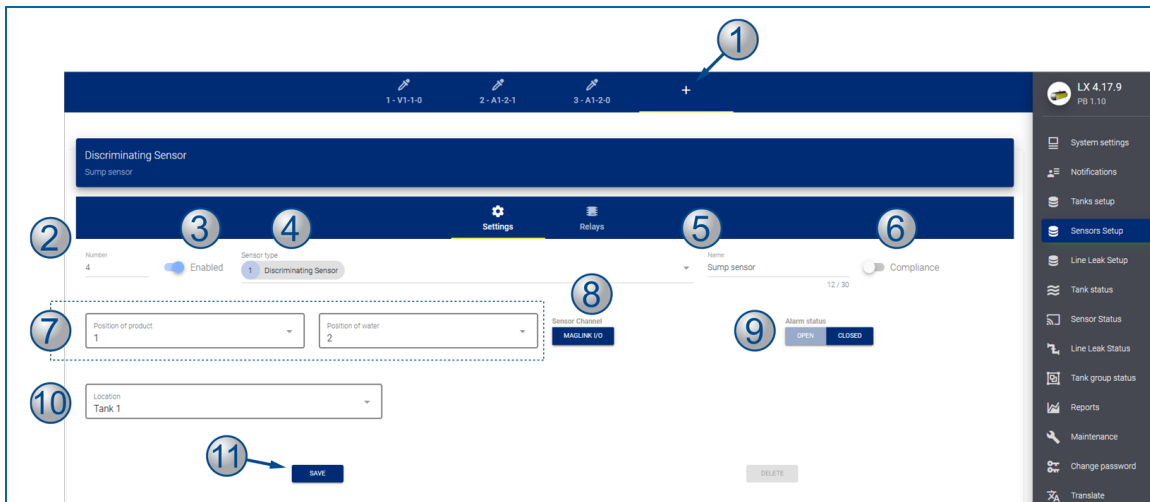 1
1 - V1-1-0
2 - A1-2-1
3 - A1-2-0
+
LX 4.17.9
PB 1.10
Discriminating Sensor
Sump sensor
Settings
Relays
2
3
4
5
6
Number
4
Enabled
Sensor type
1 Discriminating Sensor
Name
Sump sensor
12 / 30
Compliance
7
Position of product
1
Position of water
2
8
Sensor Channel
MAGLINK I/O
9
Alarm status
OPEN
CLOSED
10
Location
Tank 1
11
SAVE
DELETE
System settings
Notifications
Tanks setup
Sensors Setup
Line Leak Setup
Tank status
Sensor Status
Line Leak Status
Tank group status
Reports
Maintenance
Change password
Translate